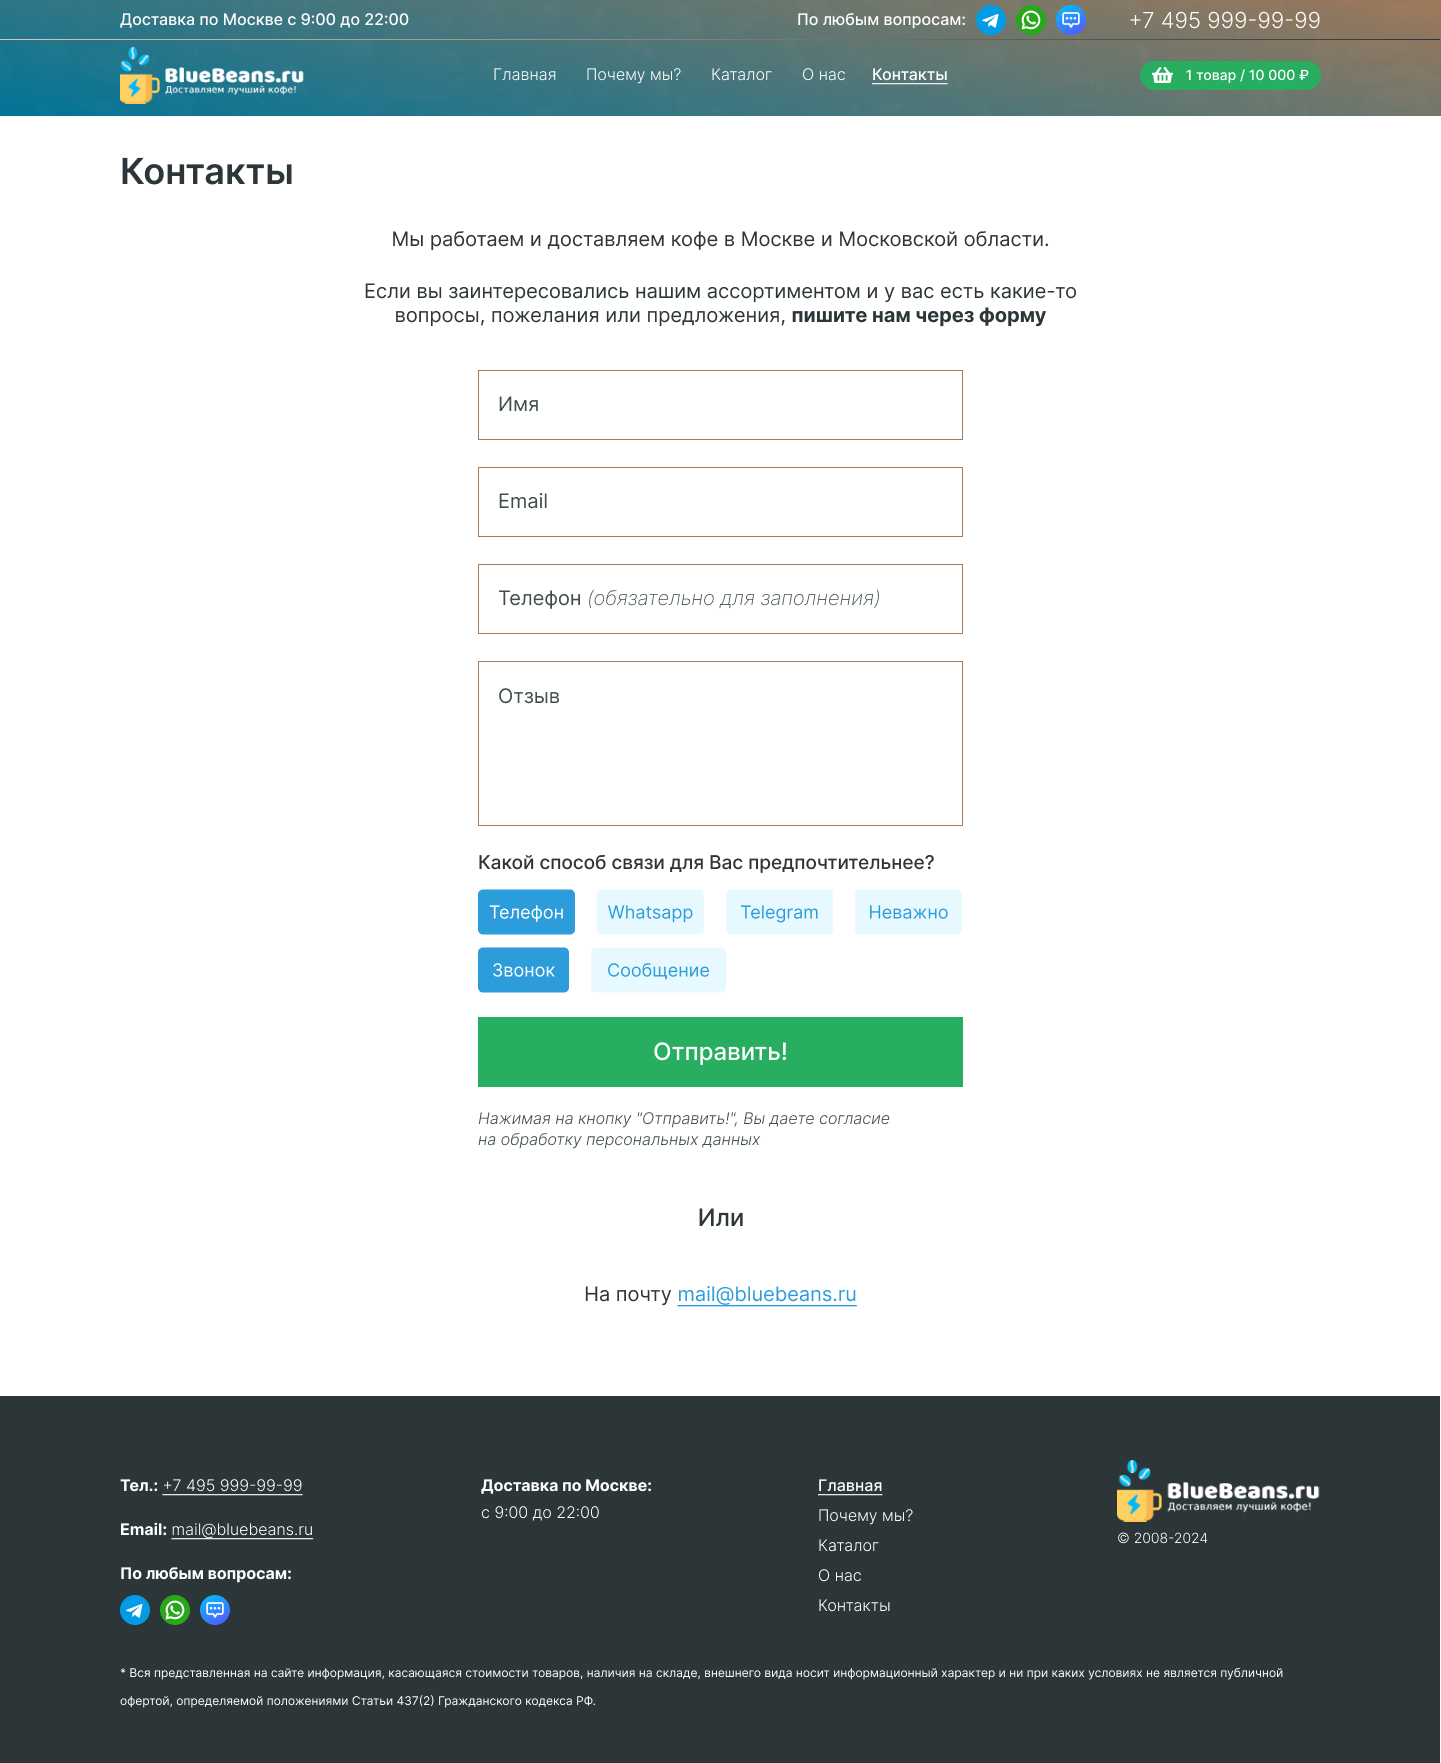 Доставка по Москве с 9:00 до 22:00
По любым вопросам:
+7 495 999-99-99
BlueBeans.ru
Доставляем лучший кофе!
Главная
Почему мы?
Каталог
О нас
Контакты
1 товар / 10 000 ₽
Контакты
Мы работаем и доставляем кофе в Москве и Московской области.
Если вы заинтересовались нашим ассортиментом и у вас есть какие-то
вопросы, пожелания или предложения, пишите нам через форму
Имя
Email
Телефон (обязательно для заполнения)
Отзыв
Какой способ связи для Вас предпочтительнее?
Телефон
Whatsapp
Telegram
Неважно
Звонок
Сообщение
Отправить!
Нажимая на кнопку "Отправить!", Вы даете согласие
на обработку персональных данных
Или
На почту mail@bluebeans.ru
Тел.: +7 495 999-99-99
Email: mail@bluebeans.ru
По любым вопросам:
Доставка по Москве:
с 9:00 до 22:00
Главная
Почему мы?
Каталог
О нас
Контакты
BlueBeans.ru
Доставляем лучший кофе!
© 2008-2024
* Вся представленная на сайте информация, касающаяся стоимости товаров, наличия на складе, внешнего вида носит информационный характер и ни при каких условиях не является публичной
офертой, определяемой положениями Статьи 437(2) Гражданского кодекса РФ.